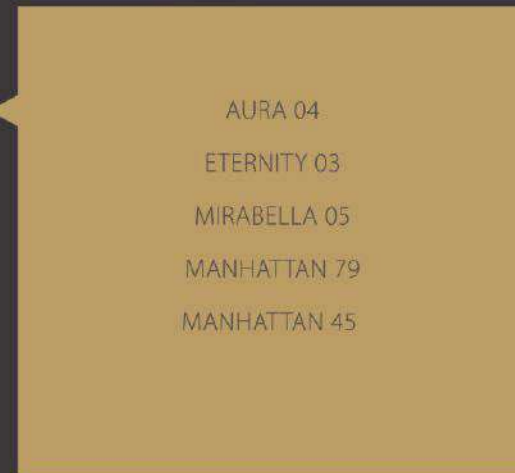 AURA 04
ETERNITY 03
MIRABELLA 05
MANHATTAN 79
MANHATTAN 45